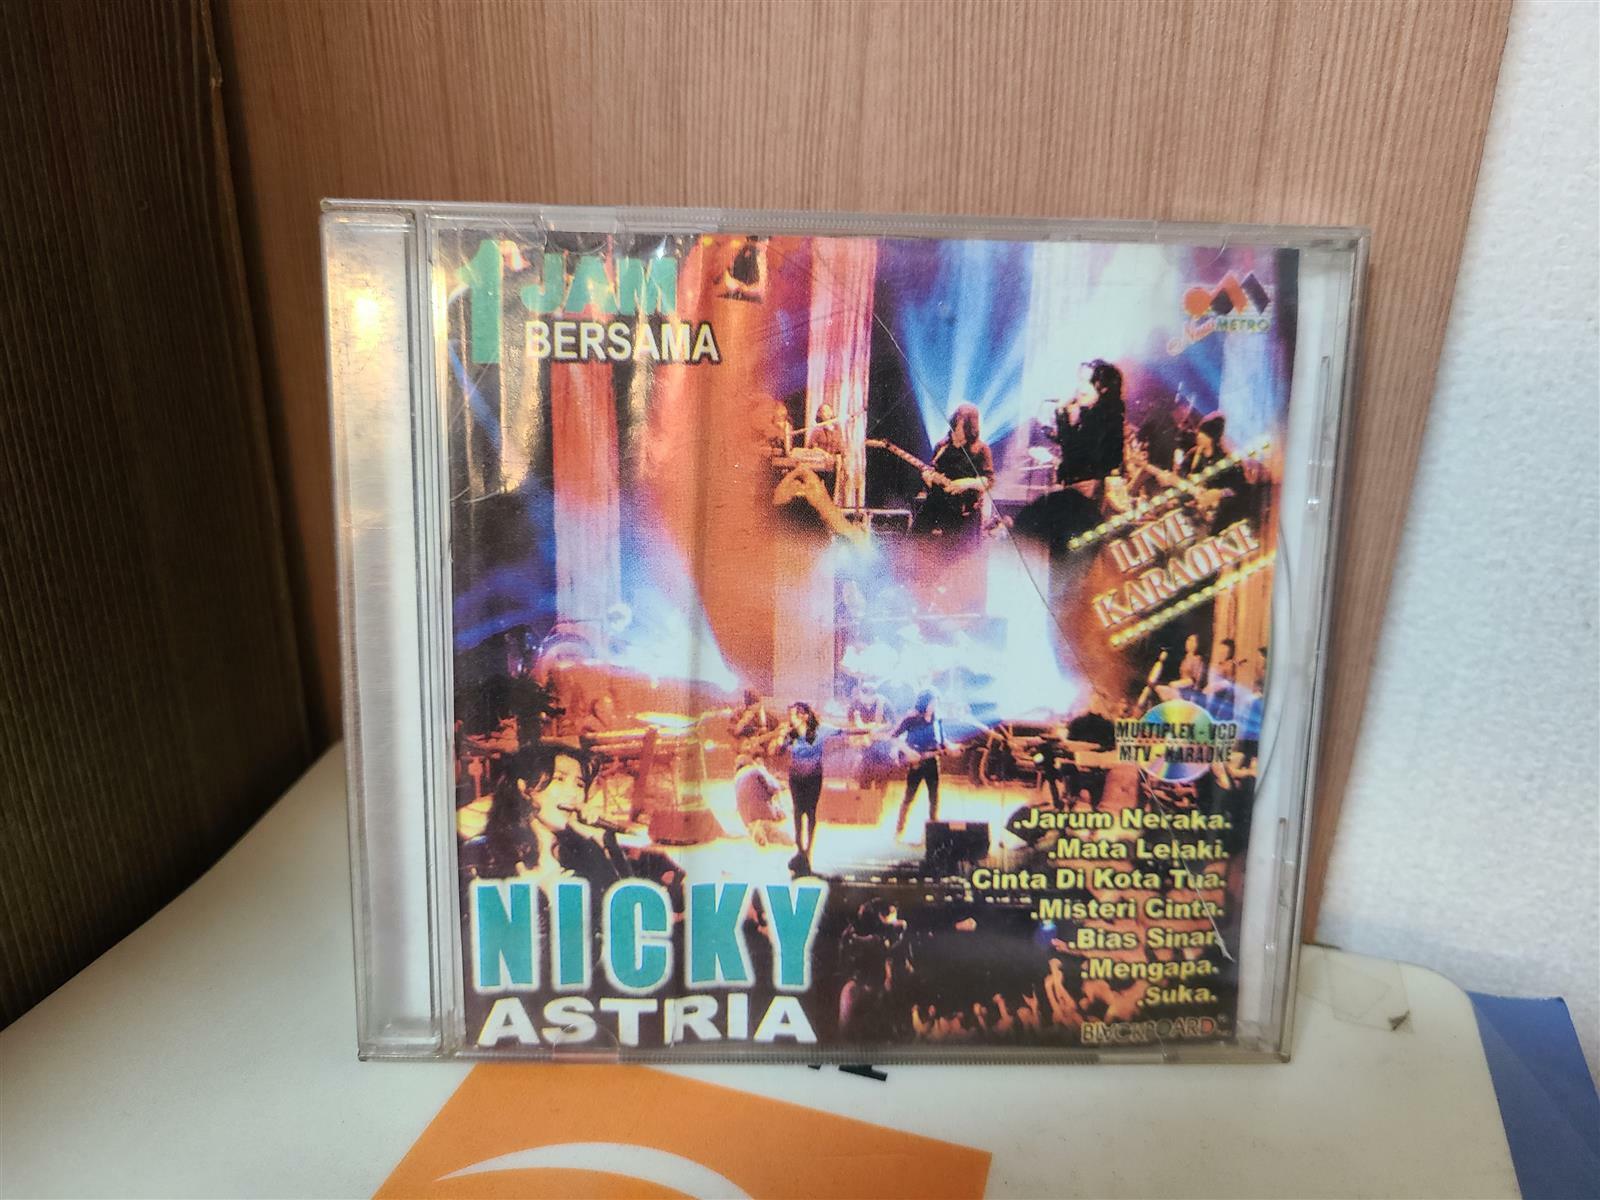 1 JAM
BERSAMA
METRO
LIVE
KARAOKE
MULTIPLEX - VCD
MTV - KARAOKE
.Jarum Neraka.
.Mata Lelaki.
.Cinta Di Kota Tua.
.Misteri Cinta.
.Bias Sinar.
.Mengapa.
.Suka.
BLACKBOARD
NICKY
ASTRIA